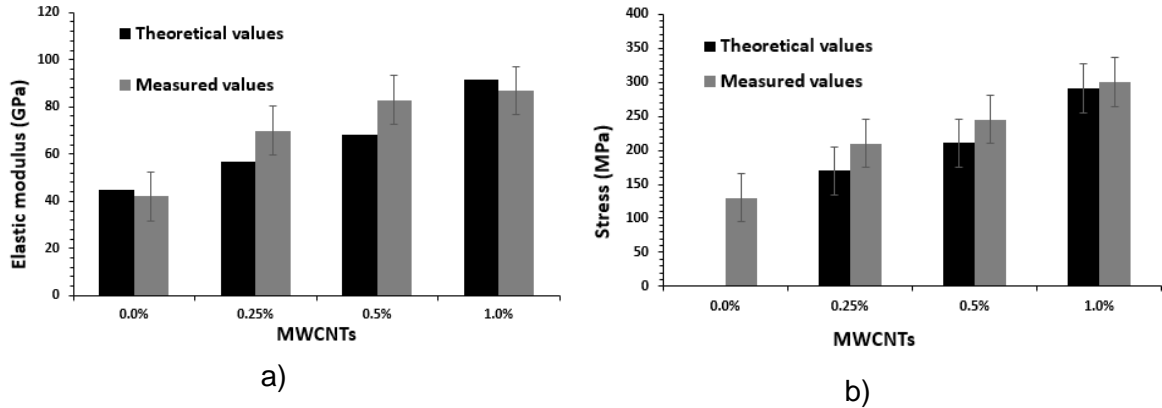 120
100
80
60
40
20
0
Elastic modulus (GPa)
Theoretical values
Measured values
0.0% 0.25% 0.5% 1.0%
MWCNTs
a)
400
350
300
250
200
150
100
50
0
Stress (MPa)
Theoretical values
Measured values
0.0% 0.25% 0.5% 1.0%
MWCNTs
b)